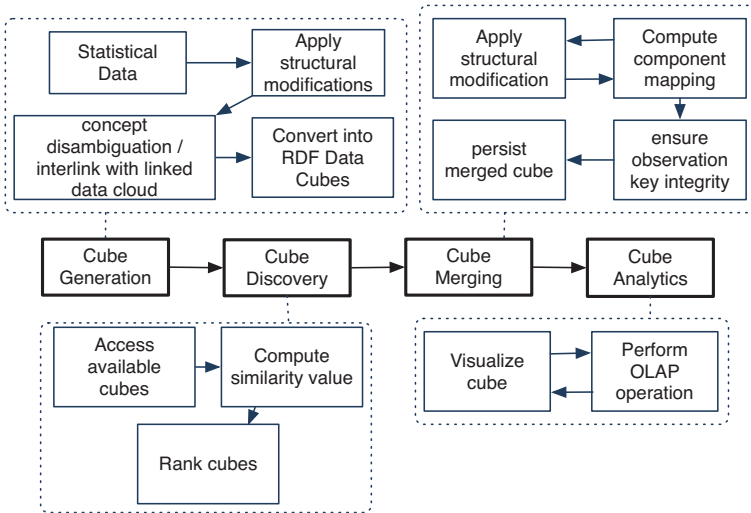 Statistical
Data
Apply
structural
modifications
concept
disambiguation /
interlink with linked
data cloud
Convert into
RDF Data
Cubes
Apply
structural
modification
Compute
component
mapping
persist
merged cube
ensure
observation
key integrity
Cube
Generation
Cube
Discovery
Cube
Merging
Cube
Analytics
Access
available
cubes
Compute
similarity value
Rank cubes
Visualize
cube
Perform
OLAP
operation